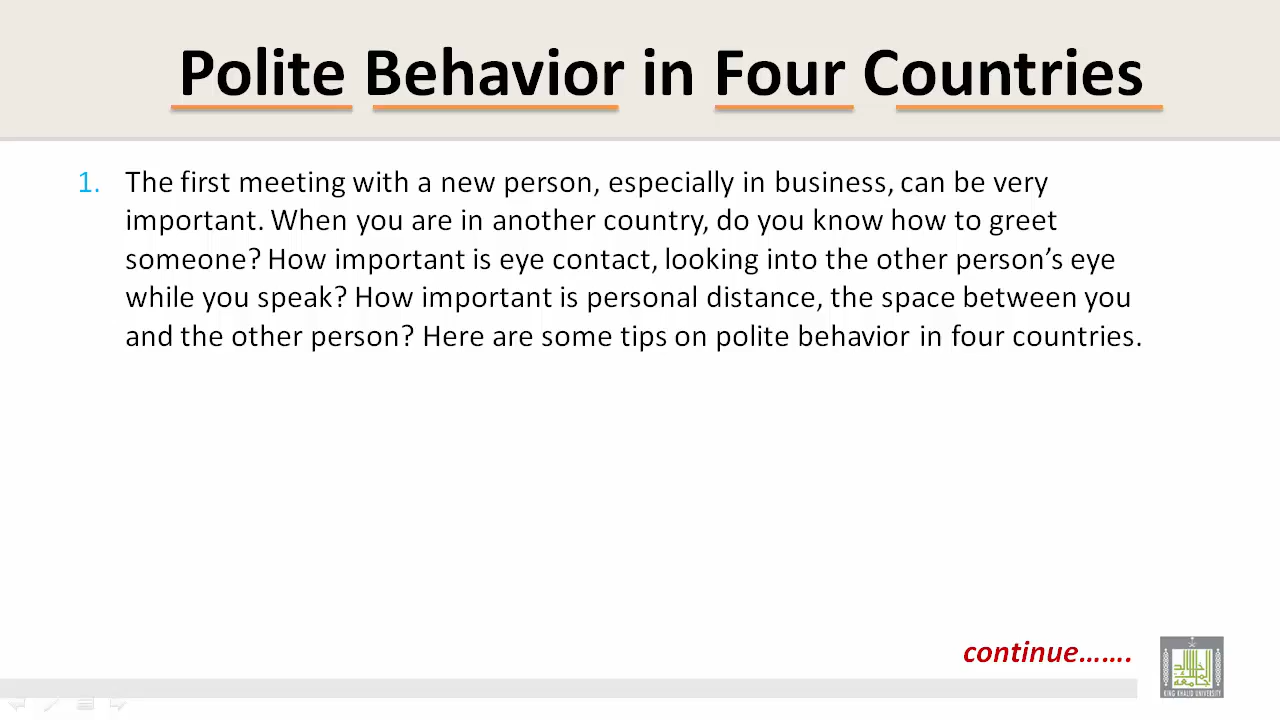 Polite Behavior in Four Countries
1. The first meeting with a new person, especially in business, can be very
important. When you are in another country, do you know how to greet
someone? How important is eye contact, looking into the other person’s eye
while you speak? How important is personal distance, the space between you
and the other person? Here are some tips on polite behavior in four countries.
continue.......
KING KHALID UNIVERSITY